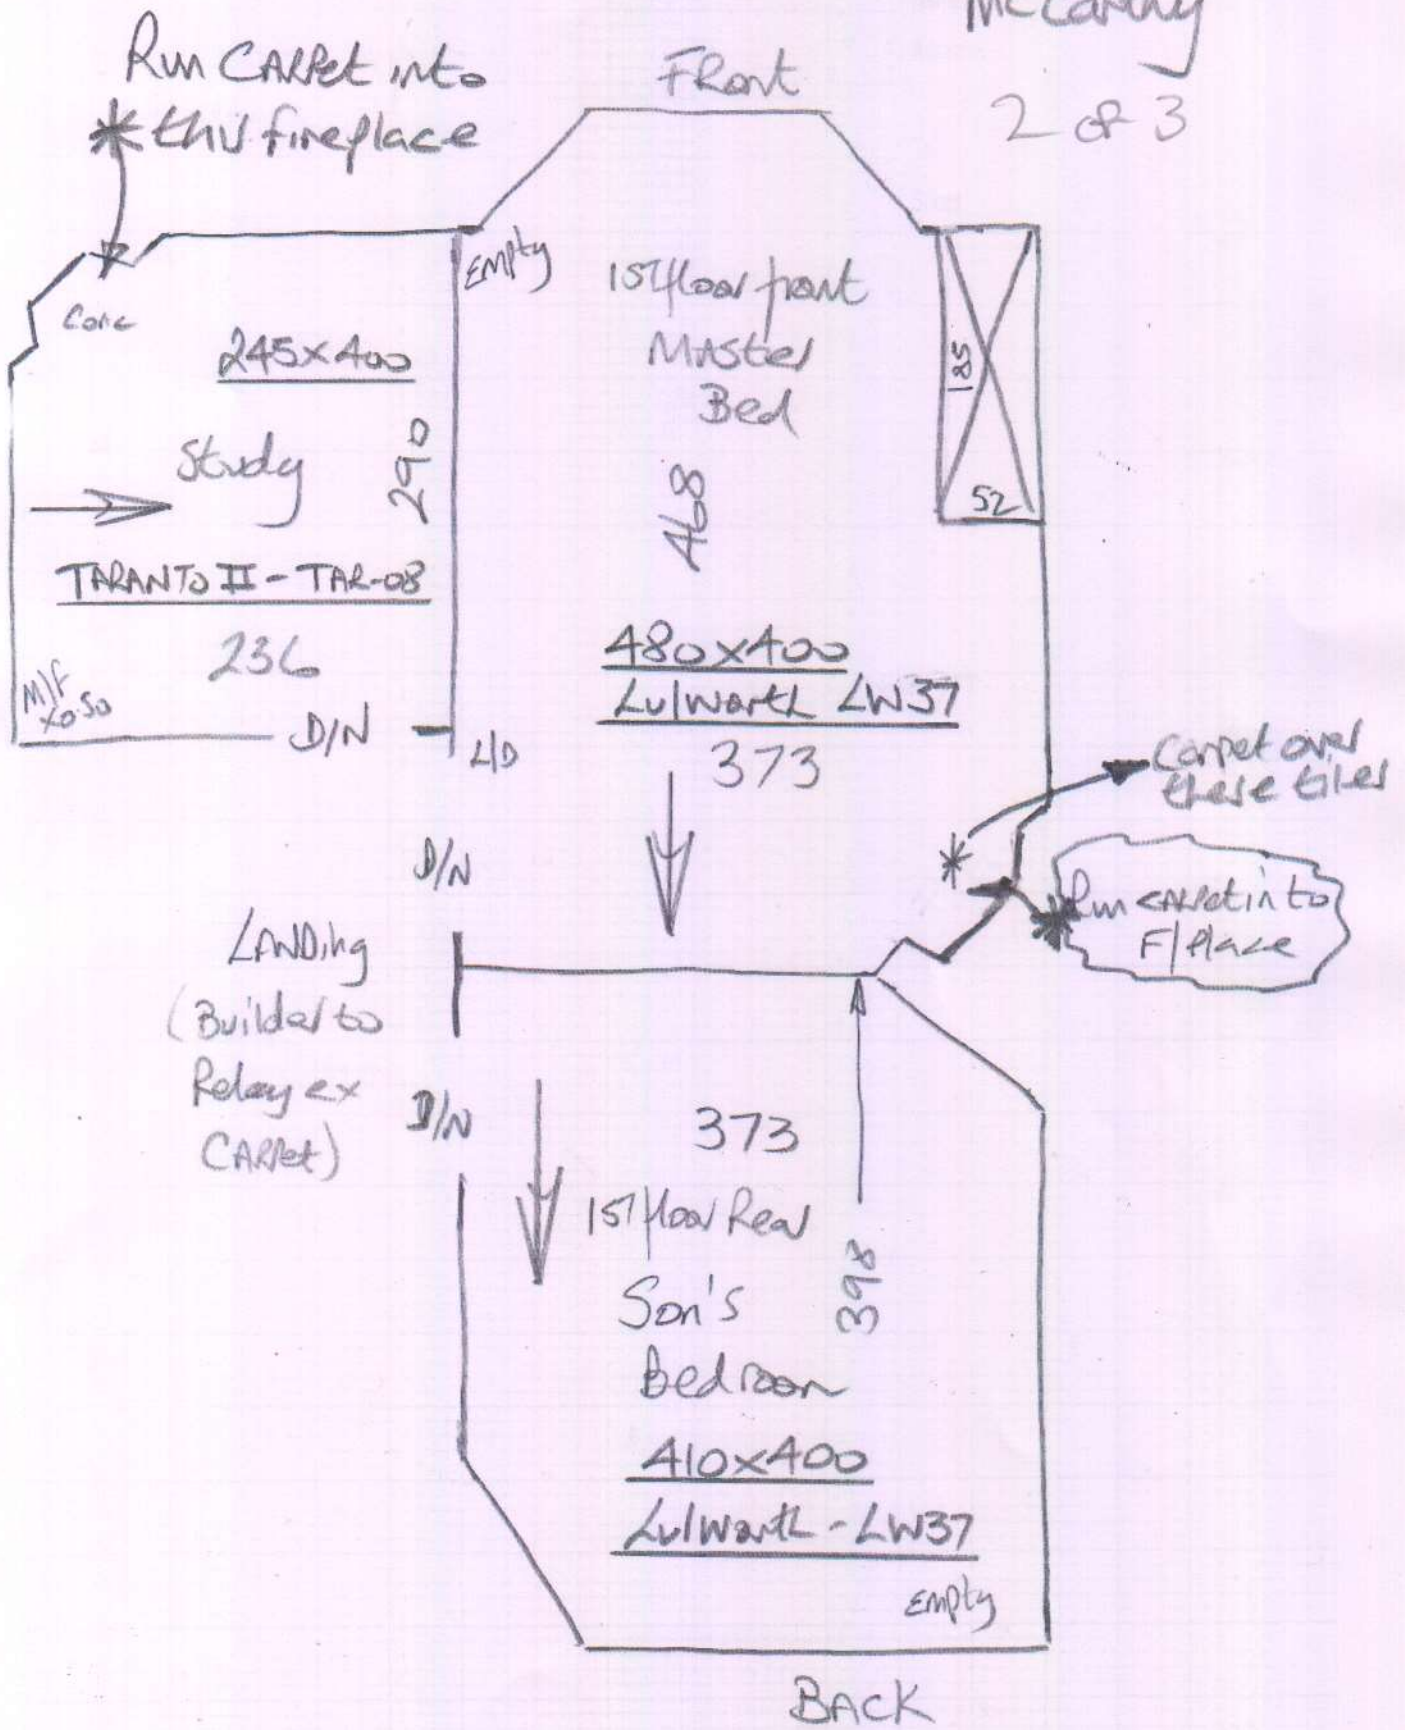 McCarthy
2 of 3
Run CARPet into
* this fireplace
Front
Empty
Conc
245x400
Study
290
TARANTO II - TAR-08
236
M/F
x0.50
D/N
L/D
1ST floor front
MASter
Bed
185
52
468
480x400
Lulworth LW37
373
Carpet over
these tiles
*
* Run CARPet in to
F/Place
D/N
LANDing
(Builder to
Relay ex
CARPet)
D/N
373
1ST floor Rear
Son's
Bedroom
398
410x400
Lulworth - LW37
Empty
BACK